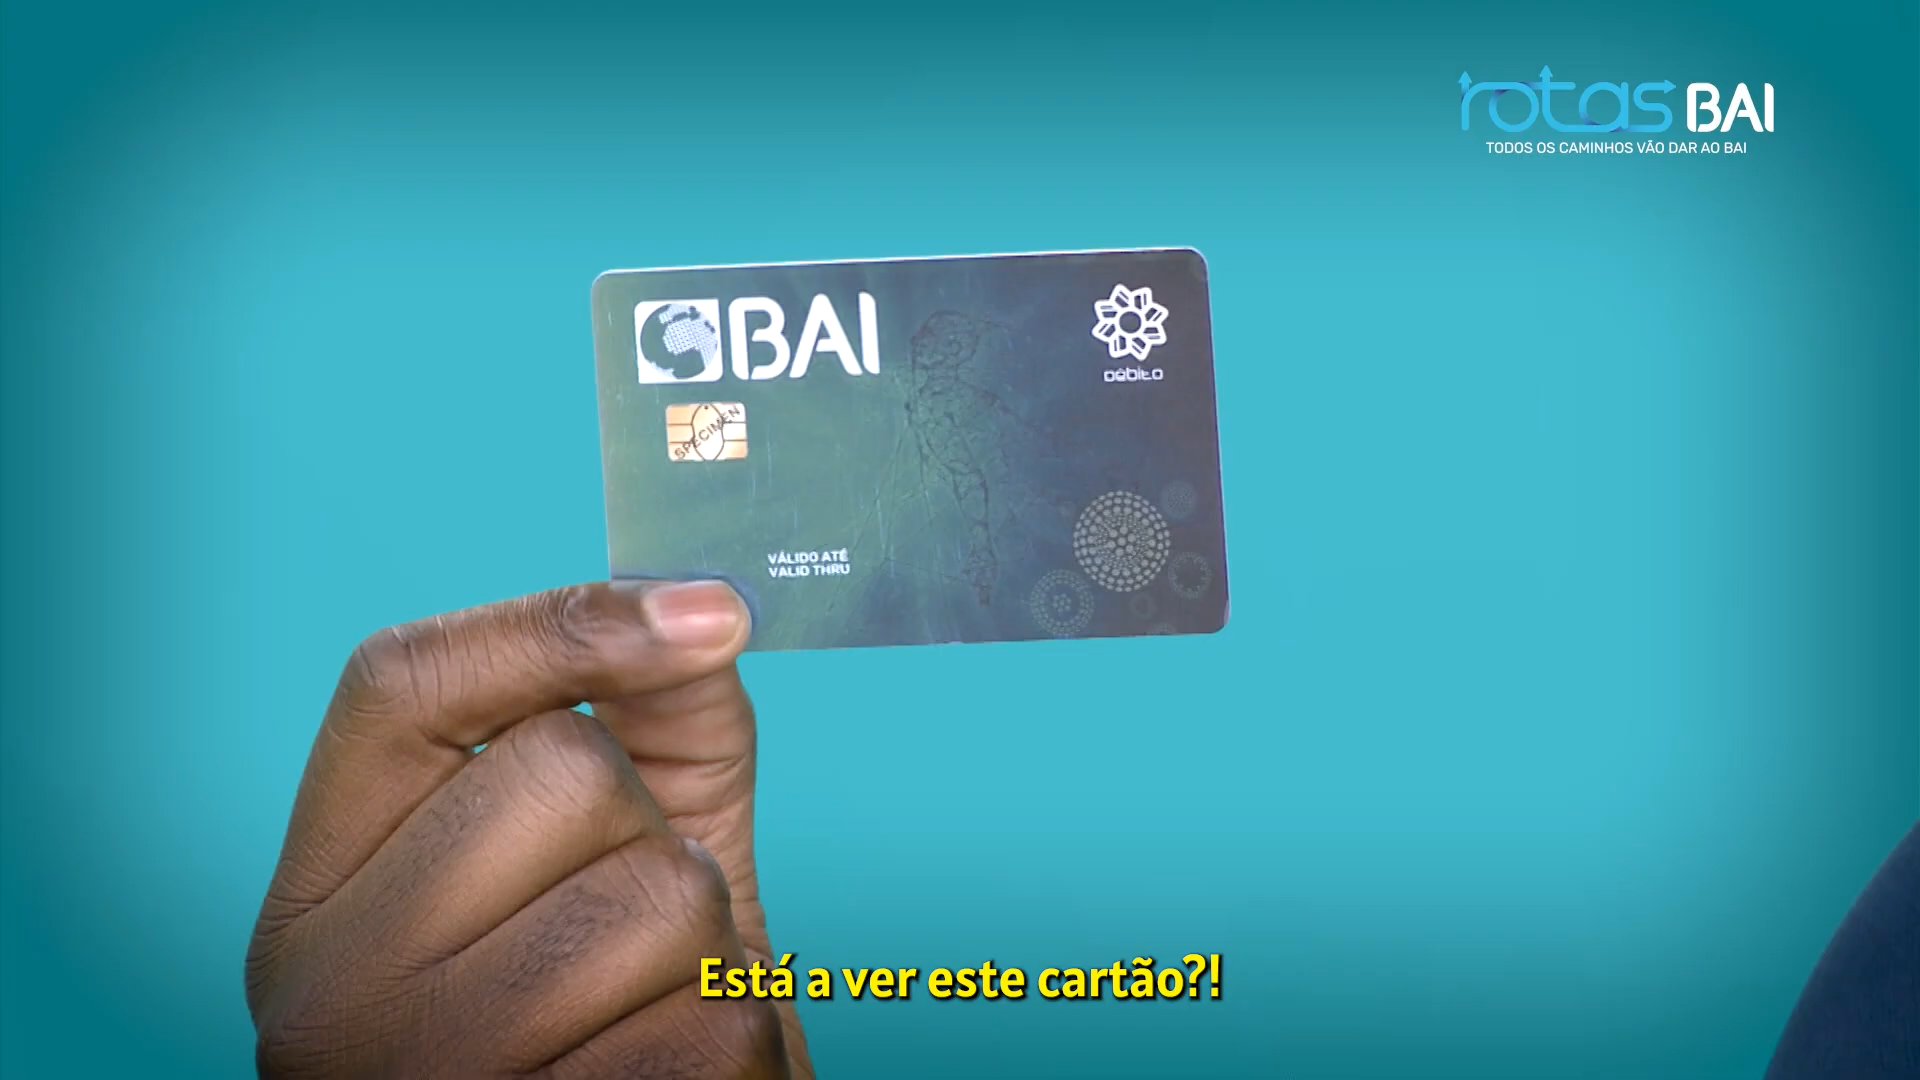 rotas BAI
TODOS OS CAMINHOS VÃO DAR AO BAI
BAI
Débito
SPECIMEN
VÁLIDO ATÉ
VALID THRU
Está a ver este cartão?!